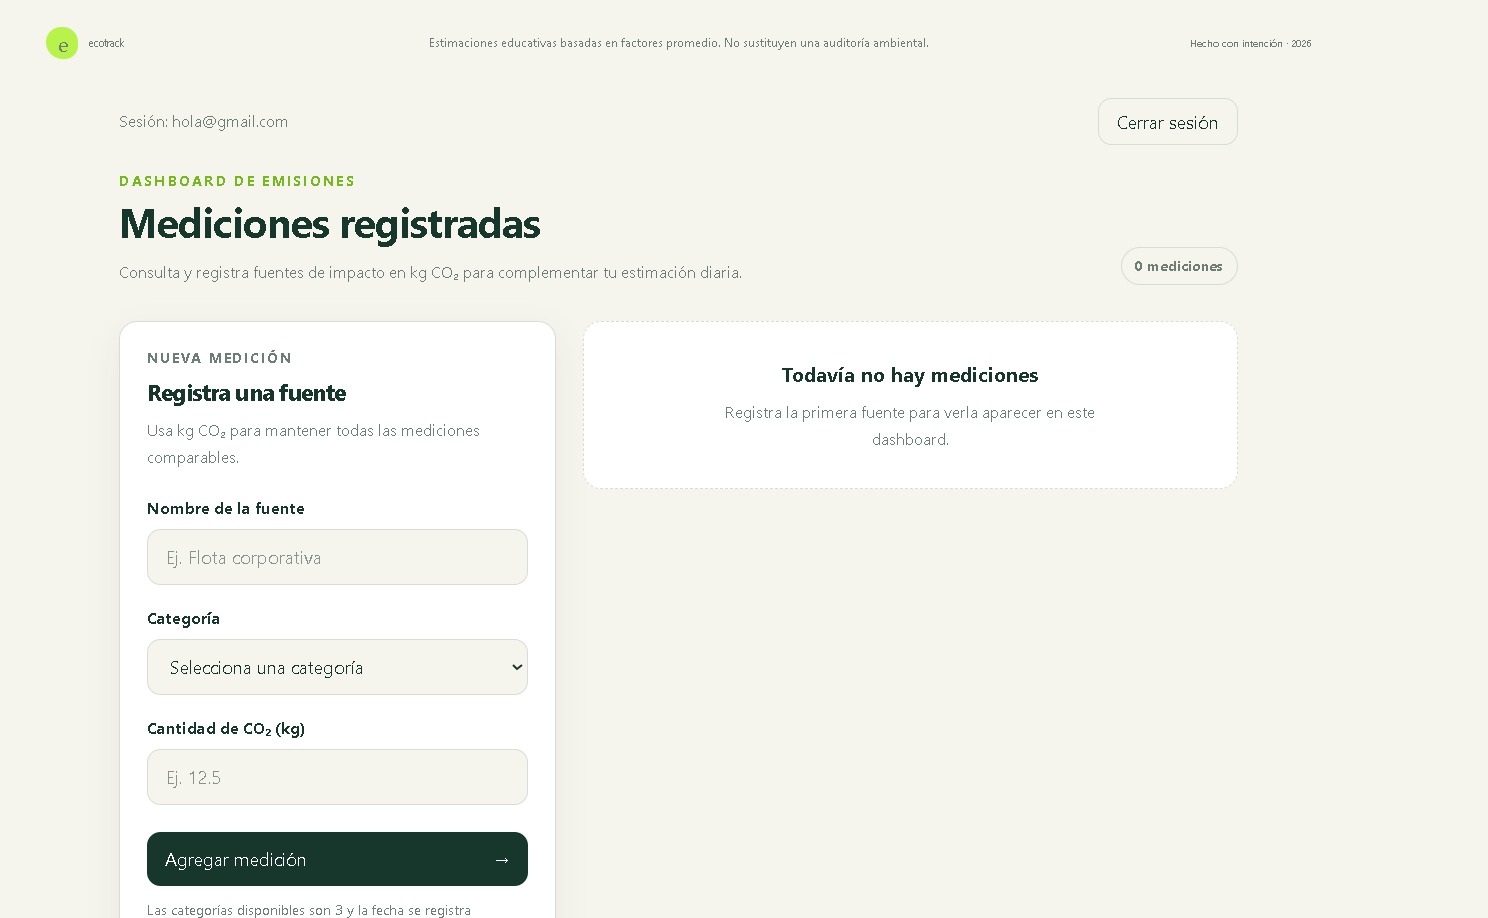 e ecotrack
Estimaciones educativas basadas en factores promedio. No sustituyen una auditoría ambiental.
Hecho con intención · 2026
Sesión: hola@gmail.com
Cerrar sesión
DASHBOARD DE EMISIONES
Mediciones registradas
Consulta y registra fuentes de impacto en kg CO₂ para complementar tu estimación diaria.
0 mediciones
NUEVA MEDICIÓN
Registra una fuente
Usa kg CO₂ para mantener todas las mediciones
comparables.
Nombre de la fuente
Ej. Flota corporativa
Categoría
Selecciona una categoría
Cantidad de CO₂ (kg)
Ej. 12.5
Agregar medición →
Las categorías disponibles son 3 y la fecha se registra
Todavía no hay mediciones
Registra la primera fuente para verla aparecer en este
dashboard.